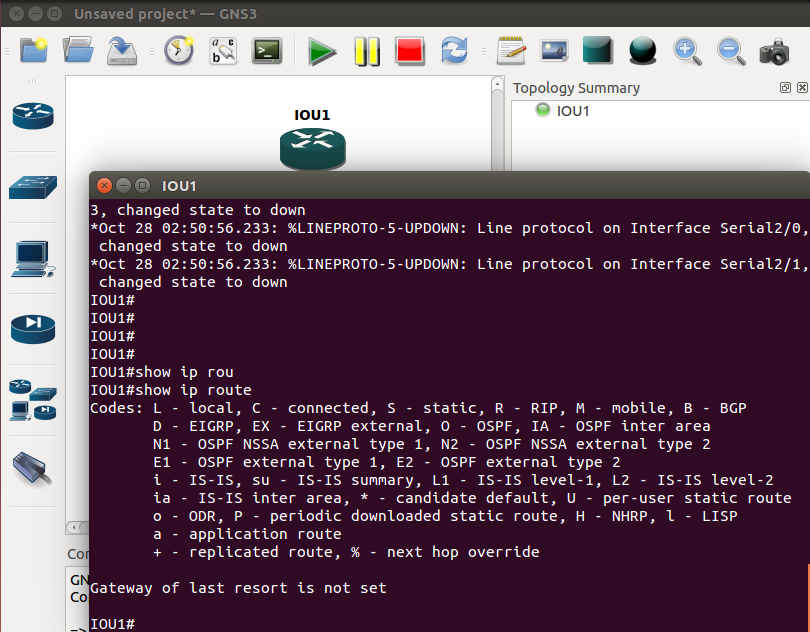 Unsaved project* — GNS3
Topology Summary
IOU1
IOU1
IOU1
3, changed state to down
*Oct 28 02:50:56.233: %LINEPROTO-5-UPDOWN: Line protocol on Interface Serial2/0,
changed state to down
*Oct 28 02:50:56.233: %LINEPROTO-5-UPDOWN: Line protocol on Interface Serial2/1,
changed state to down
IOU1#
IOU1#
IOU1#
IOU1#
IOU1#show ip rou
IOU1#show ip route
Codes: L - local, C - connected, S - static, R - RIP, M - mobile, B - BGP
D - EIGRP, EX - EIGRP external, O - OSPF, IA - OSPF inter area
N1 - OSPF NSSA external type 1, N2 - OSPF NSSA external type 2
E1 - OSPF external type 1, E2 - OSPF external type 2
i - IS-IS, su - IS-IS summary, L1 - IS-IS level-1, L2 - IS-IS level-2
ia - IS-IS inter area, * - candidate default, U - per-user static route
o - ODR, P - periodic downloaded static route, H - NHRP, l - LISP
a - application route
+ - replicated route, % - next hop override
Gateway of last resort is not set
IOU1#
Co
GN
Co
=>